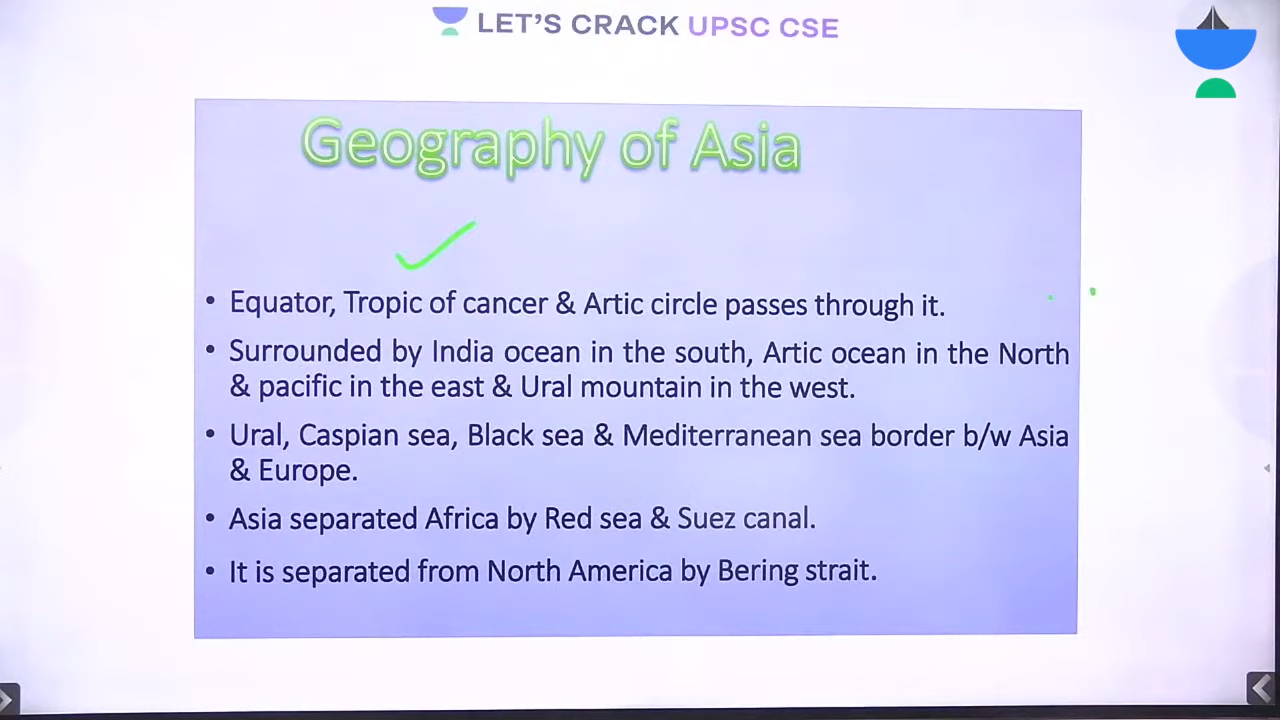 LET'S CRACK UPSC CSE
Geography of Asia
• Equator, Tropic of cancer & Artic circle passes through it.
• Surrounded by India ocean in the south, Artic ocean in the North
& pacific in the east & Ural mountain in the west.
• Ural, Caspian sea, Black sea & Mediterranean sea border b/w Asia
& Europe.
• Asia separated Africa by Red sea & Suez canal.
• It is separated from North America by Bering strait.